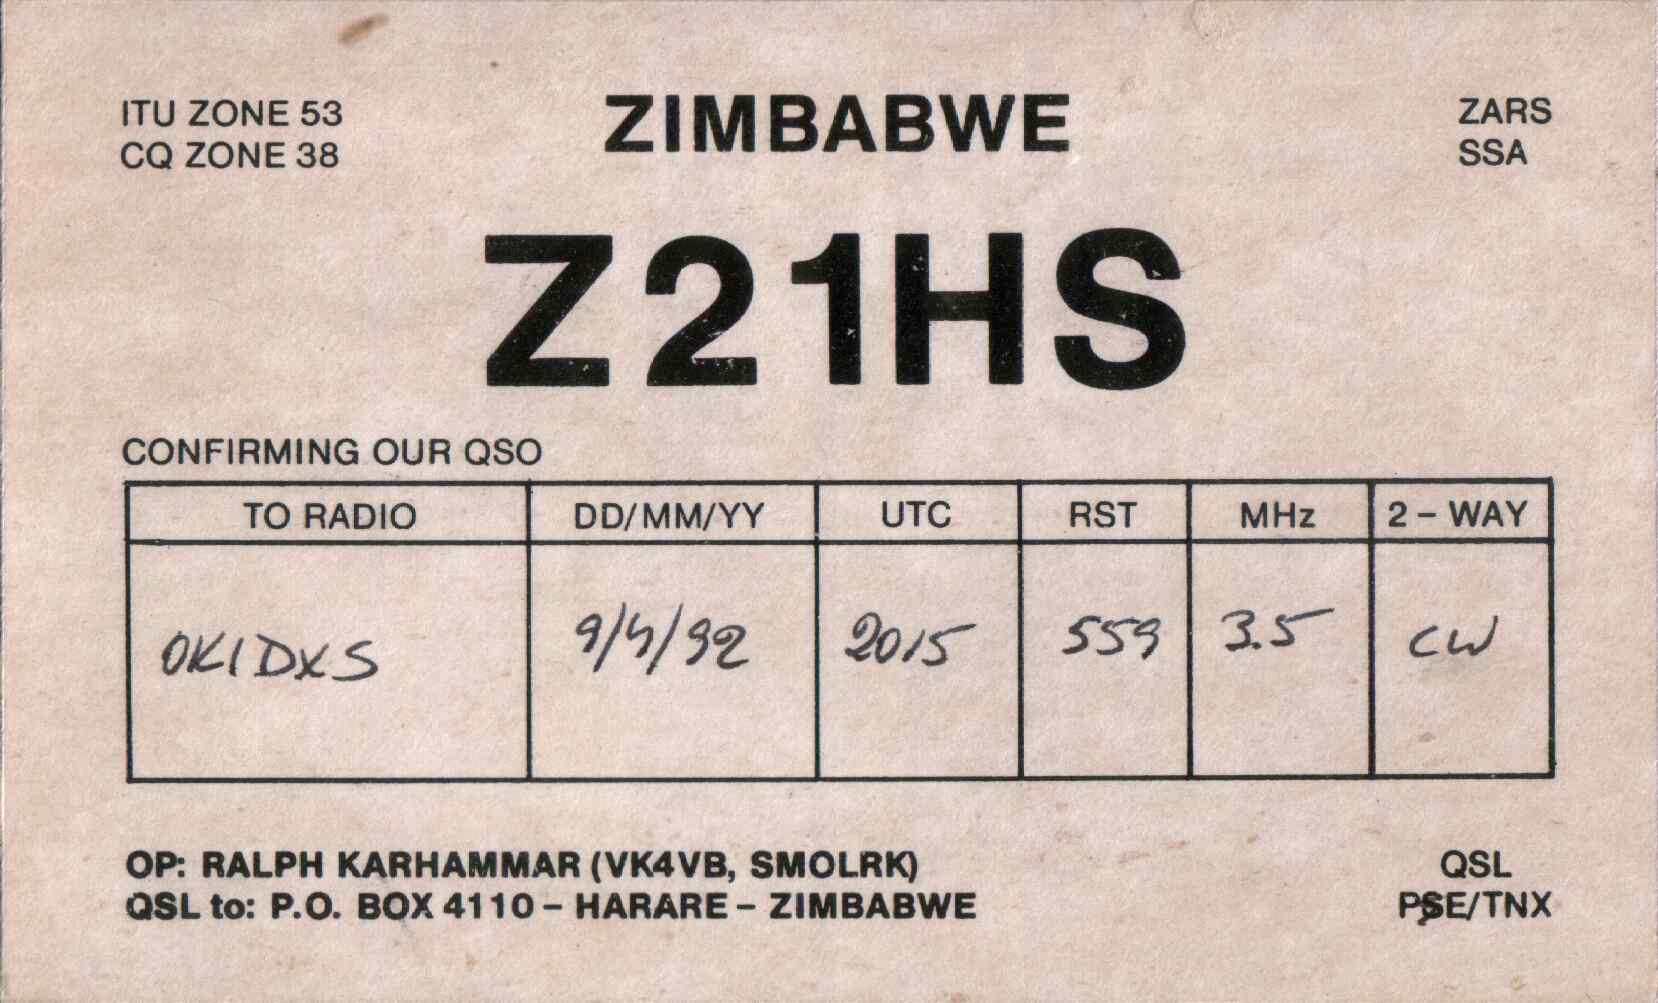 ITU ZONE 53
CQ ZONE 38
ZIMBABWE
ZARS
SSA
Z21HS
CONFIRMING OUR QSO
TO RADIO DD/MM/YY UTC RST MHz 2 – WAY
OK1DXS 9/4/92 2015 559 3.5 CW
OP: RALPH KARHAMMAR (VK4VB, SMOLRK)
QSL to: P.O. BOX 4110 – HARARE – ZIMBABWE
QSL
PSE/TNX